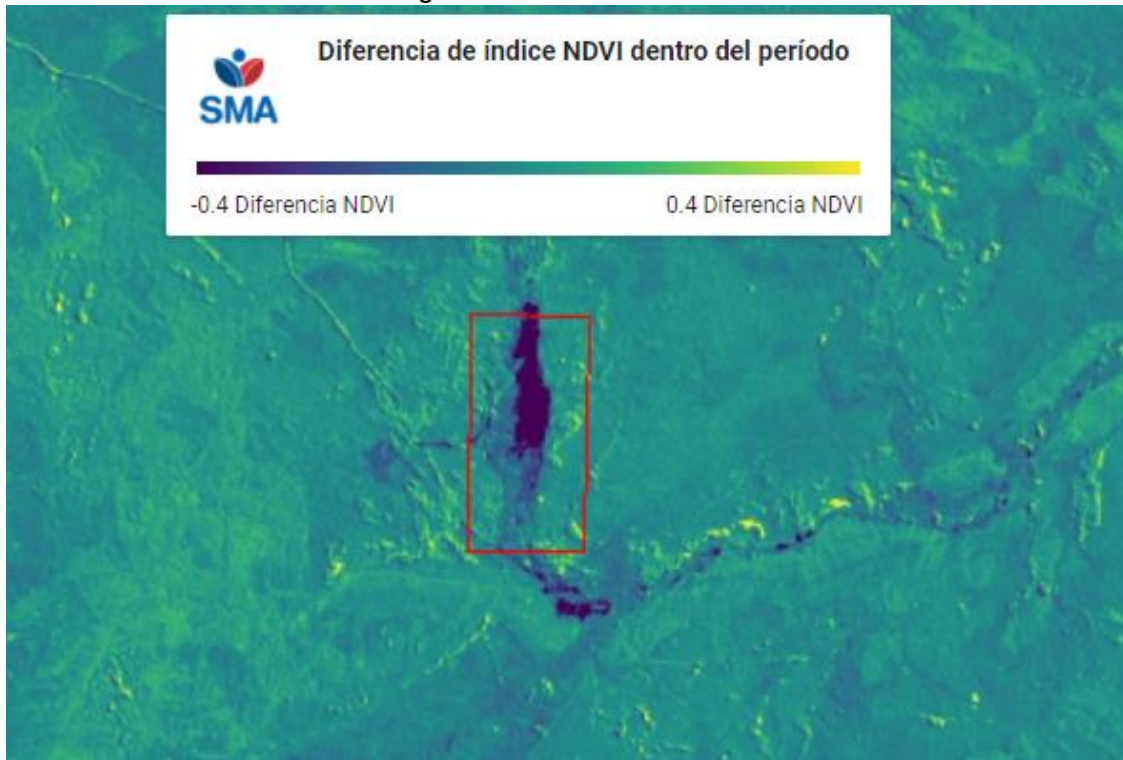 Diferencia de índice NDVI dentro del período
SMA
-0.4 Diferencia NDVI
0.4 Diferencia NDVI